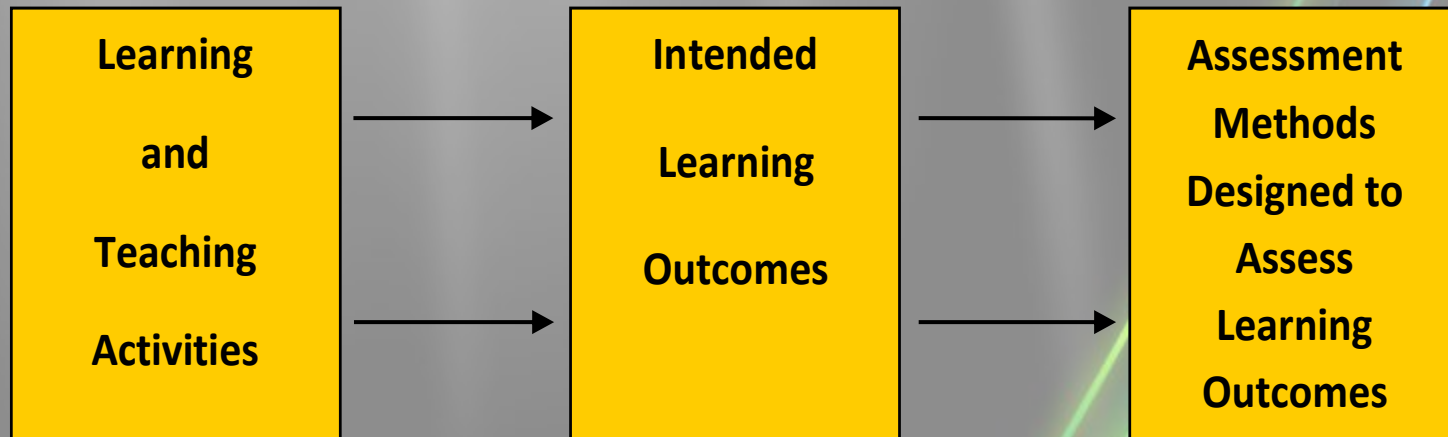 Learning
and
Teaching
Activities
Intended
Learning
Outcomes
Assessment
Methods
Designed to
Assess
Learning
Outcomes